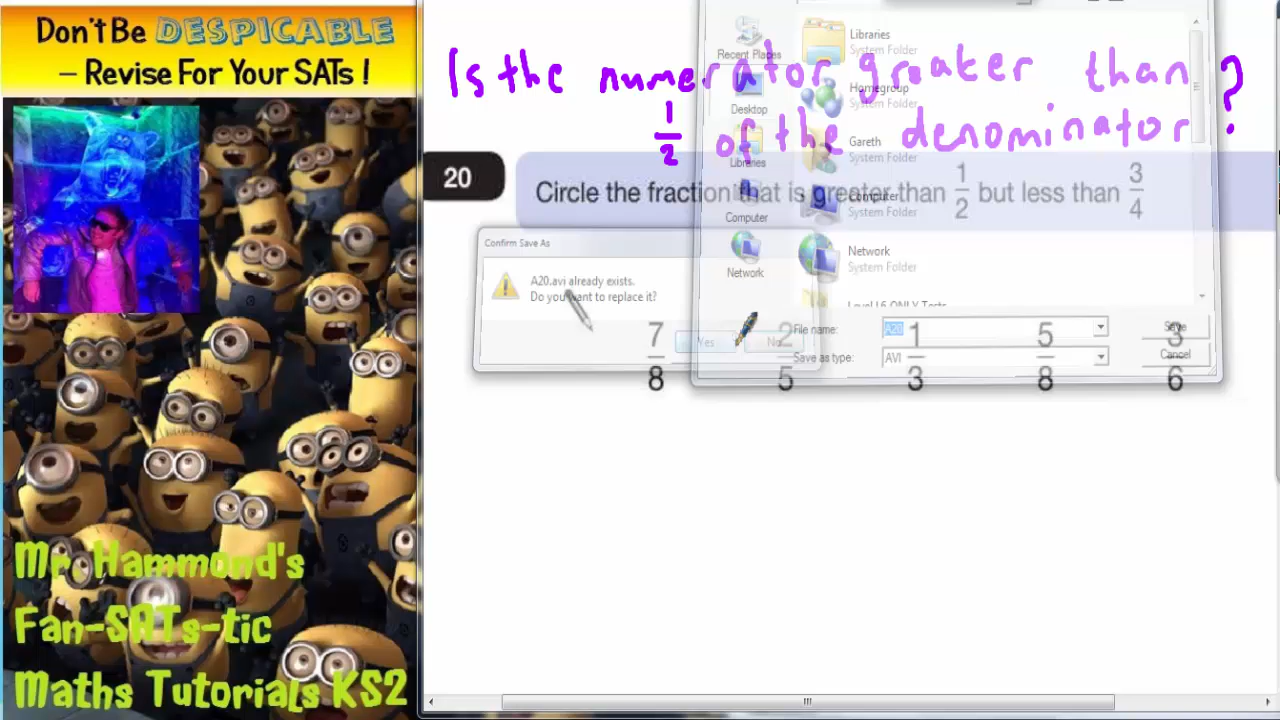 Don't Be DESPICABLE
– Revise For Your SATs !
Mr. Hammond's
Fan-SATs-tic
Maths Tutorials KS2
Is the numerator greater than
1/2 of the denominator ?
20
Circle the fraction that is greater than 1/2 but less than 3/4
7/8 2/5 1/3 5/8 3/6
Confirm Save As
A20.avi already exists.
Do you want to replace it?
Yes No
Recent Places
Desktop
Libraries
Computer
Network
Libraries
System Folder
Homegroup
System Folder
Gareth
System Folder
Computer
System Folder
Network
System Folder
Level L6 ONLY Tests
File name: A20 Save
Save as type: AVI Cancel